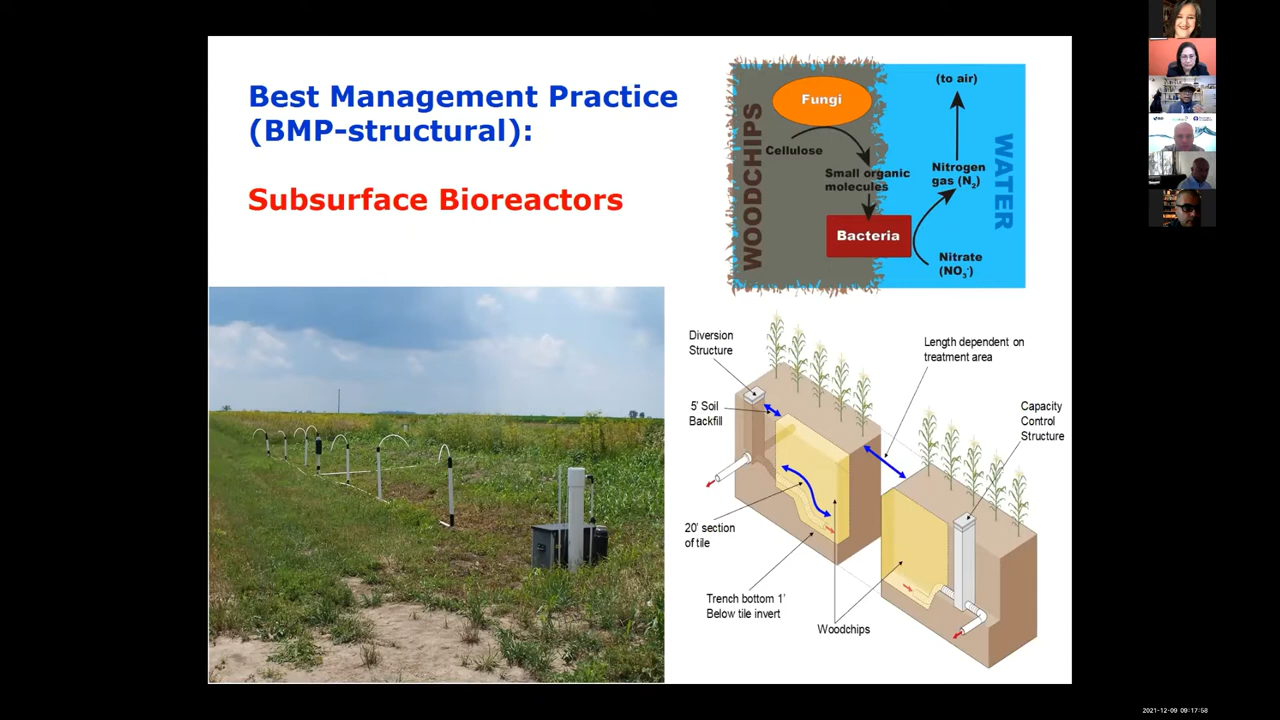 Best Management Practice
(BMP-structural):
Subsurface Bioreactors
WOODCHIPS
Fungi
Cellulose
Small organic
molecules
Bacteria
(to air)
Nitrogen
gas (N₂)
Nitrate
(NO₃⁻)
WATER
Diversion
Structure
5' Soil
Backfill
20' section
of tile
Trench bottom 1'
Below tile invert
Woodchips
Length dependent on
treatment area
Capacity
Control
Structure
2021-12-09 09:17:58